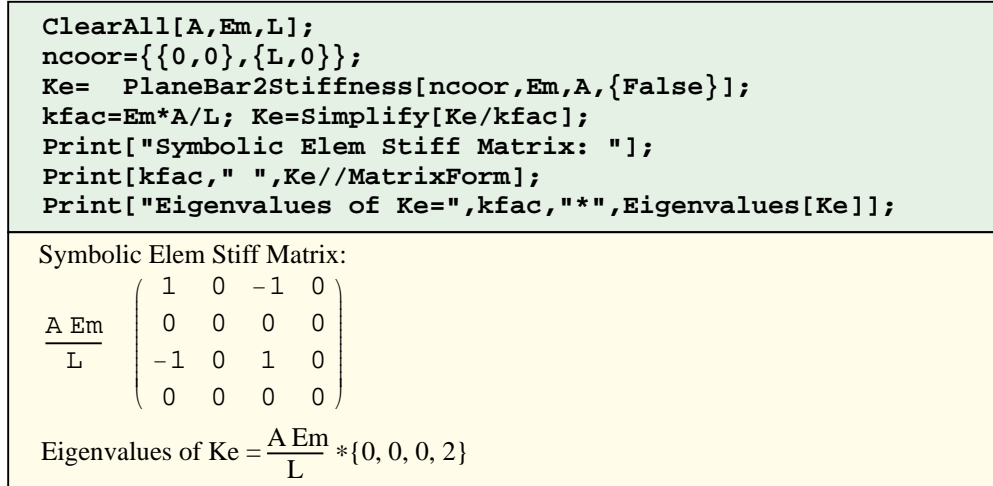 ClearAll[A,Em,L];
ncoor={{0,0},{L,0}};
Ke=  PlaneBar2Stiffness[ncoor,Em,A,{False}];
kfac=Em*A/L; Ke=Simplify[Ke/kfac];
Print["Symbolic Elem Stiff Matrix: "];
Print[kfac," ",Ke//MatrixForm];
Print["Eigenvalues of Ke=",kfac,"*",Eigenvalues[Ke]];
Symbolic Elem Stiff Matrix:
A Em
L
1 0 −1 0
0 0 0 0
−1 0 1 0
0 0 0 0
Eigenvalues of Ke = A Em / L *{0, 0, 0, 2}